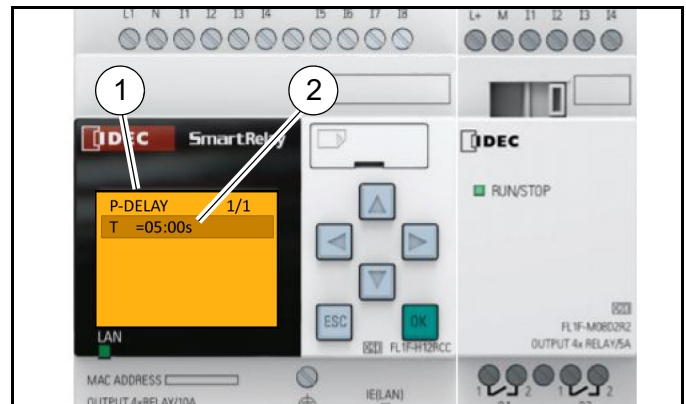 L1 N I1 I2 I3 I4 I5 I6 I7 I8
L+ M I1 I2 I3 I4
1
2
IDEC SmartRelay
P-DELAY 1/1
T =05:00s
LAN
ESC
OK
FL1F-H12RCC
MAC ADDRESS
OUTPUT 4xRELAY/10A
IE(LAN)
IDEC
RUN/STOP
FL1F-M08D2R2
OUTPUT 4x RELAY/5A
1 2 1 2